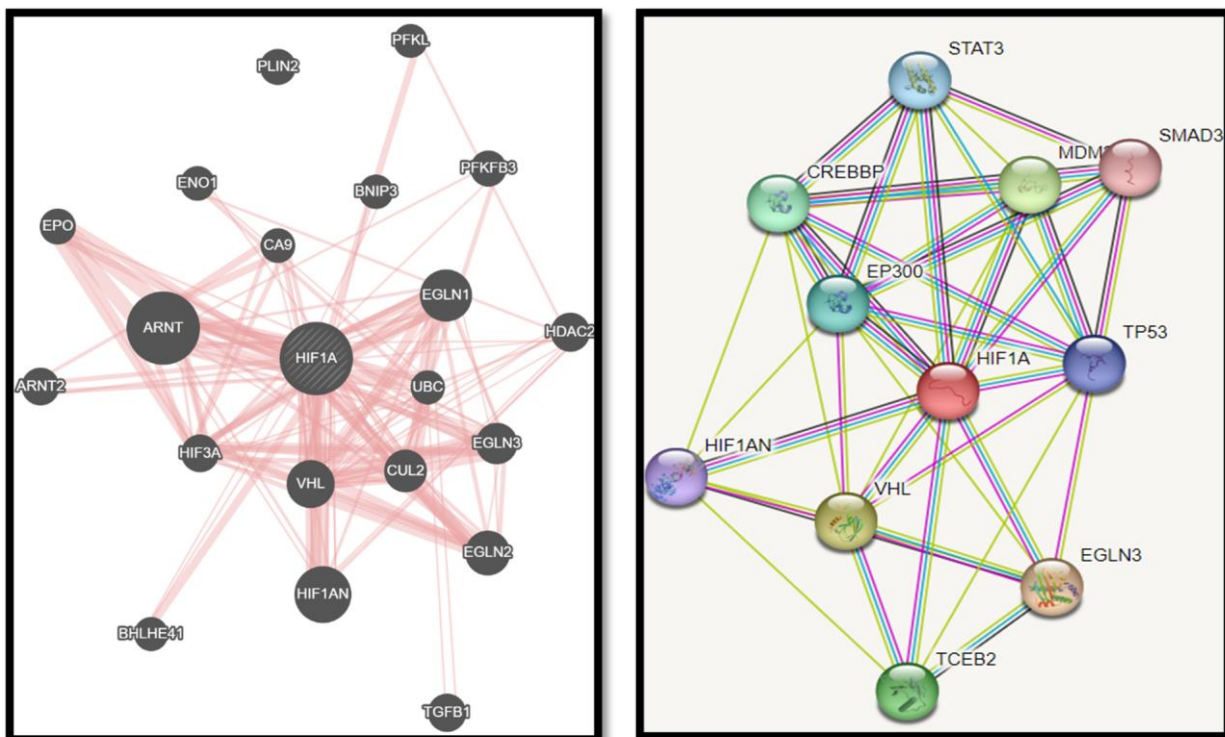 PFKL
PLIN2
PFKFB3
ENO1
BNIP3
EPO
CA9
EGLN1
ARNT
HDAC2
HIF1A
ARNT2
UBC
EGLN3
HIF3A
CUL2
VHL
EGLN2
HIF1AN
BHLHE41
TGFB1
STAT3
SMAD3
MDM2
CREBBP
EP300
TP53
HIF1A
HIF1AN
VHL
EGLN3
TCEB2